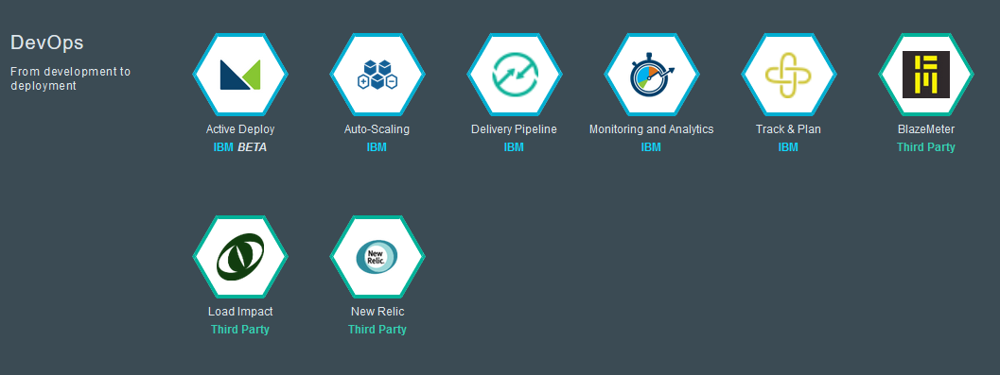 DevOps
From development to
deployment
Active Deploy
IBM BETA
Auto-Scaling
IBM
Delivery Pipeline
IBM
Monitoring and Analytics
IBM
Track & Plan
IBM
BlazeMeter
Third Party
Load Impact
Third Party
New
Relic.
New Relic
Third Party